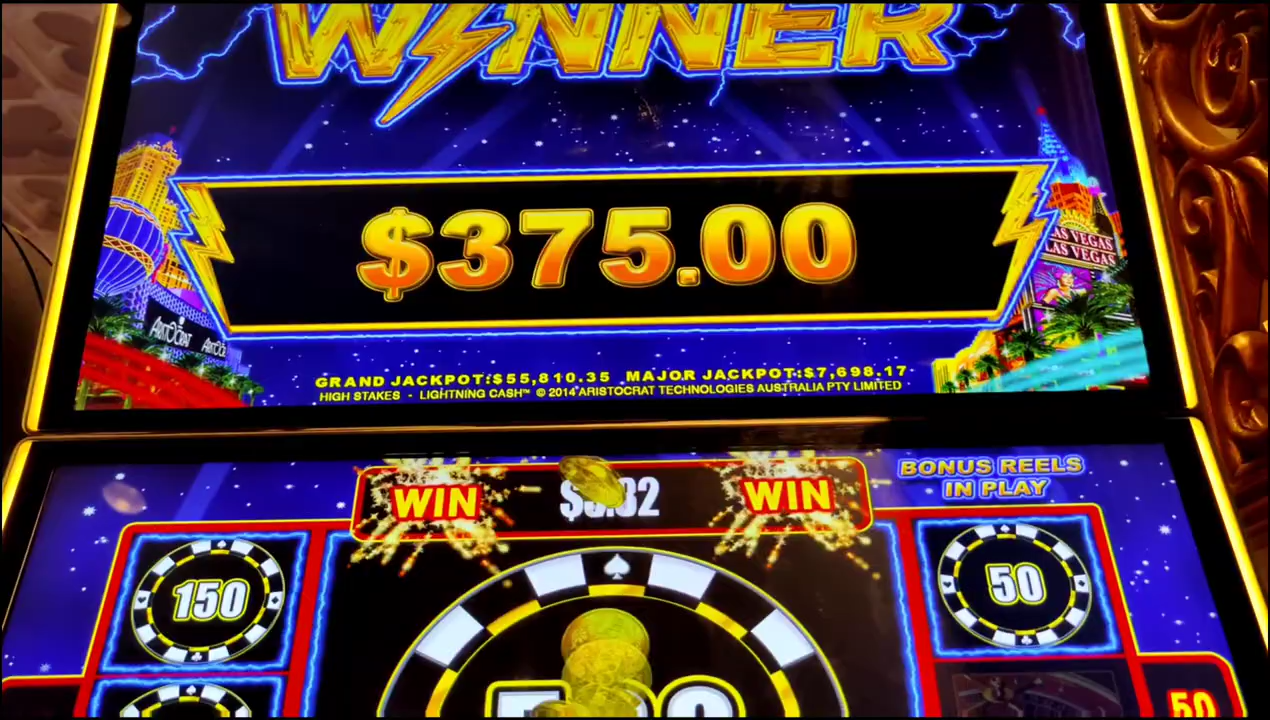 WINNER
$375.00
LAS VEGAS
LAS VEGAS
ARISTOCRAT
GRAND JACKPOT:$55,810.35 MAJOR JACKPOT:$7,698.17
HIGH STAKES - LIGHTNING CASH™ © 2014 ARISTOCRAT TECHNOLOGIES AUSTRALIA PTY LIMITED
BONUS REELS
IN PLAY
WIN
WIN
150
50
50